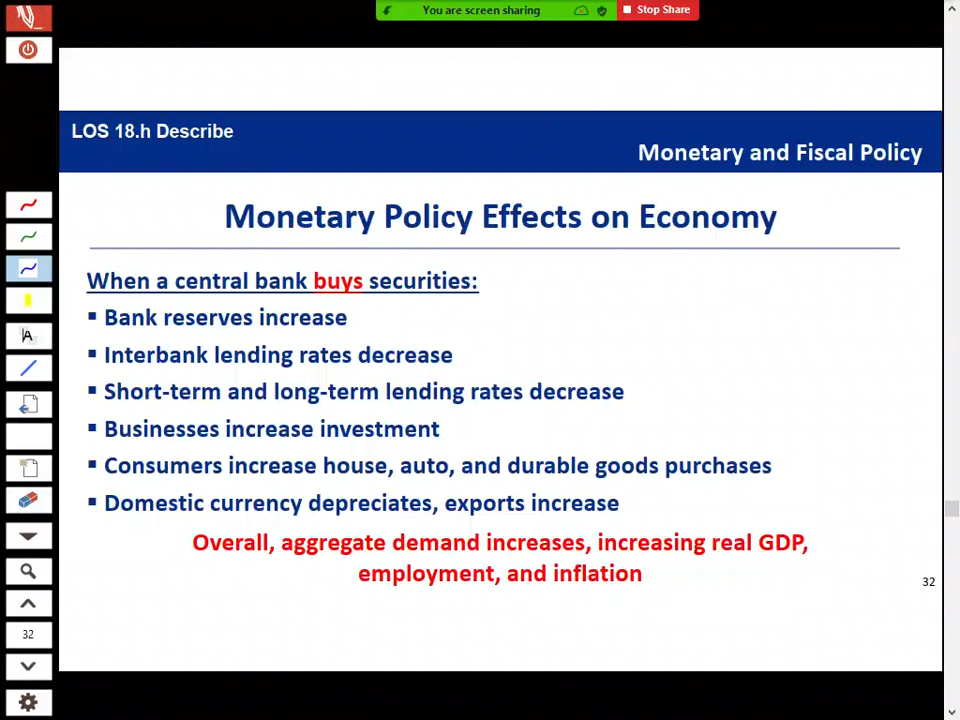 You are screen sharing
Stop Share
LOS 18.h Describe
Monetary and Fiscal Policy
Monetary Policy Effects on Economy
When a central bank buys securities:
▪ Bank reserves increase
▪ Interbank lending rates decrease
▪ Short-term and long-term lending rates decrease
▪ Businesses increase investment
▪ Consumers increase house, auto, and durable goods purchases
▪ Domestic currency depreciates, exports increase
Overall, aggregate demand increases, increasing real GDP,
employment, and inflation
32
A
32